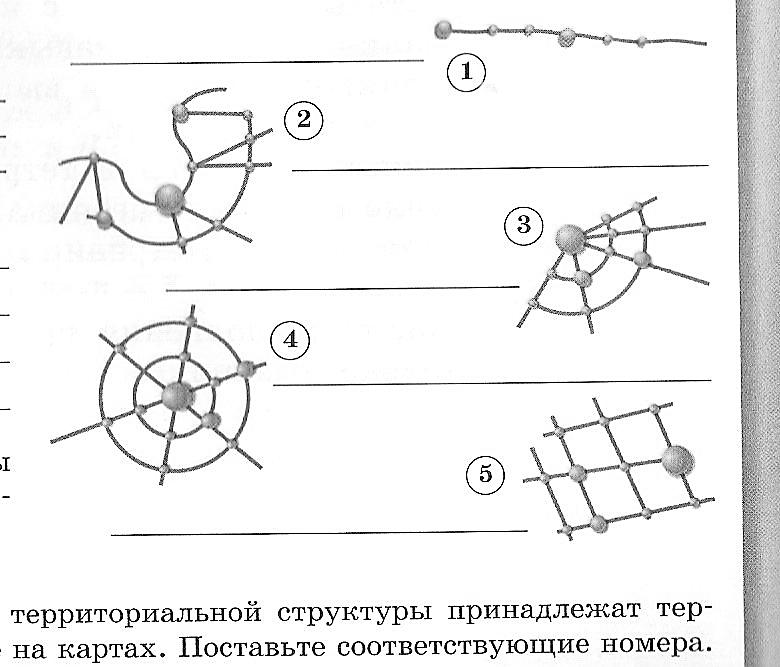 1
2
3
4
5
ы
-
территориальной структуры принадлежат тер-
е на картах. Поставьте соответствующие номера.